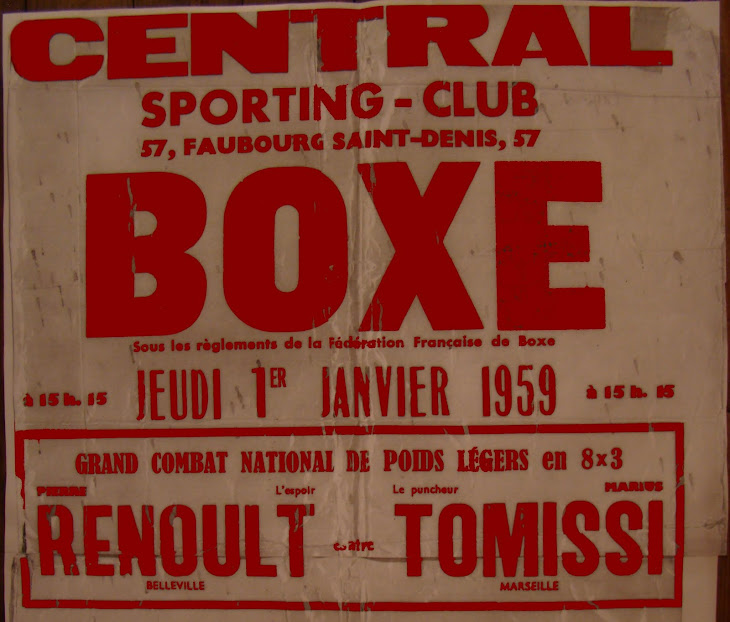 CENTRAL
SPORTING-CLUB
57, FAUBOURG SAINT-DENIS, 57
BOXE
Sous les règlements de la Fédération Française de Boxe
à 15 h. 15 JEUDI 1ER JANVIER 1959 à 15 h. 15
GRAND COMBAT NATIONAL DE POIDS LÉGERS en 8x3
PIERRE L'espoir Le puncheur MARIUS
RENOULT contre TOMISSI
BELLEVILLE MARSEILLE